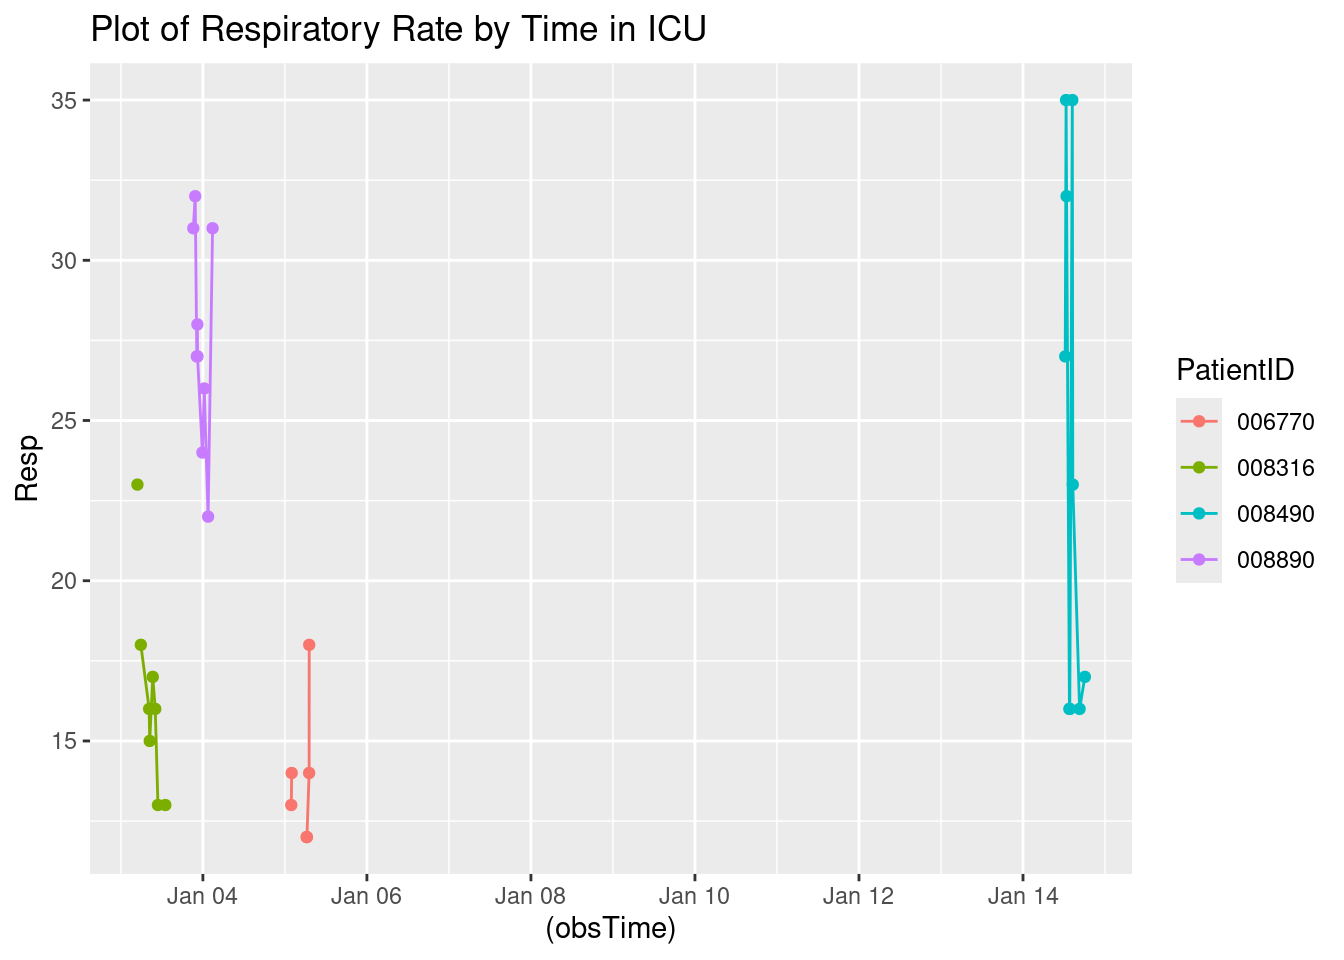 Plot of Respiratory Rate by Time in ICU
35
30
25
20
15
Resp
Jan 04 Jan 06 Jan 08 Jan 10 Jan 12 Jan 14
(obsTime)
PatientID
006770
008316
008490
008890